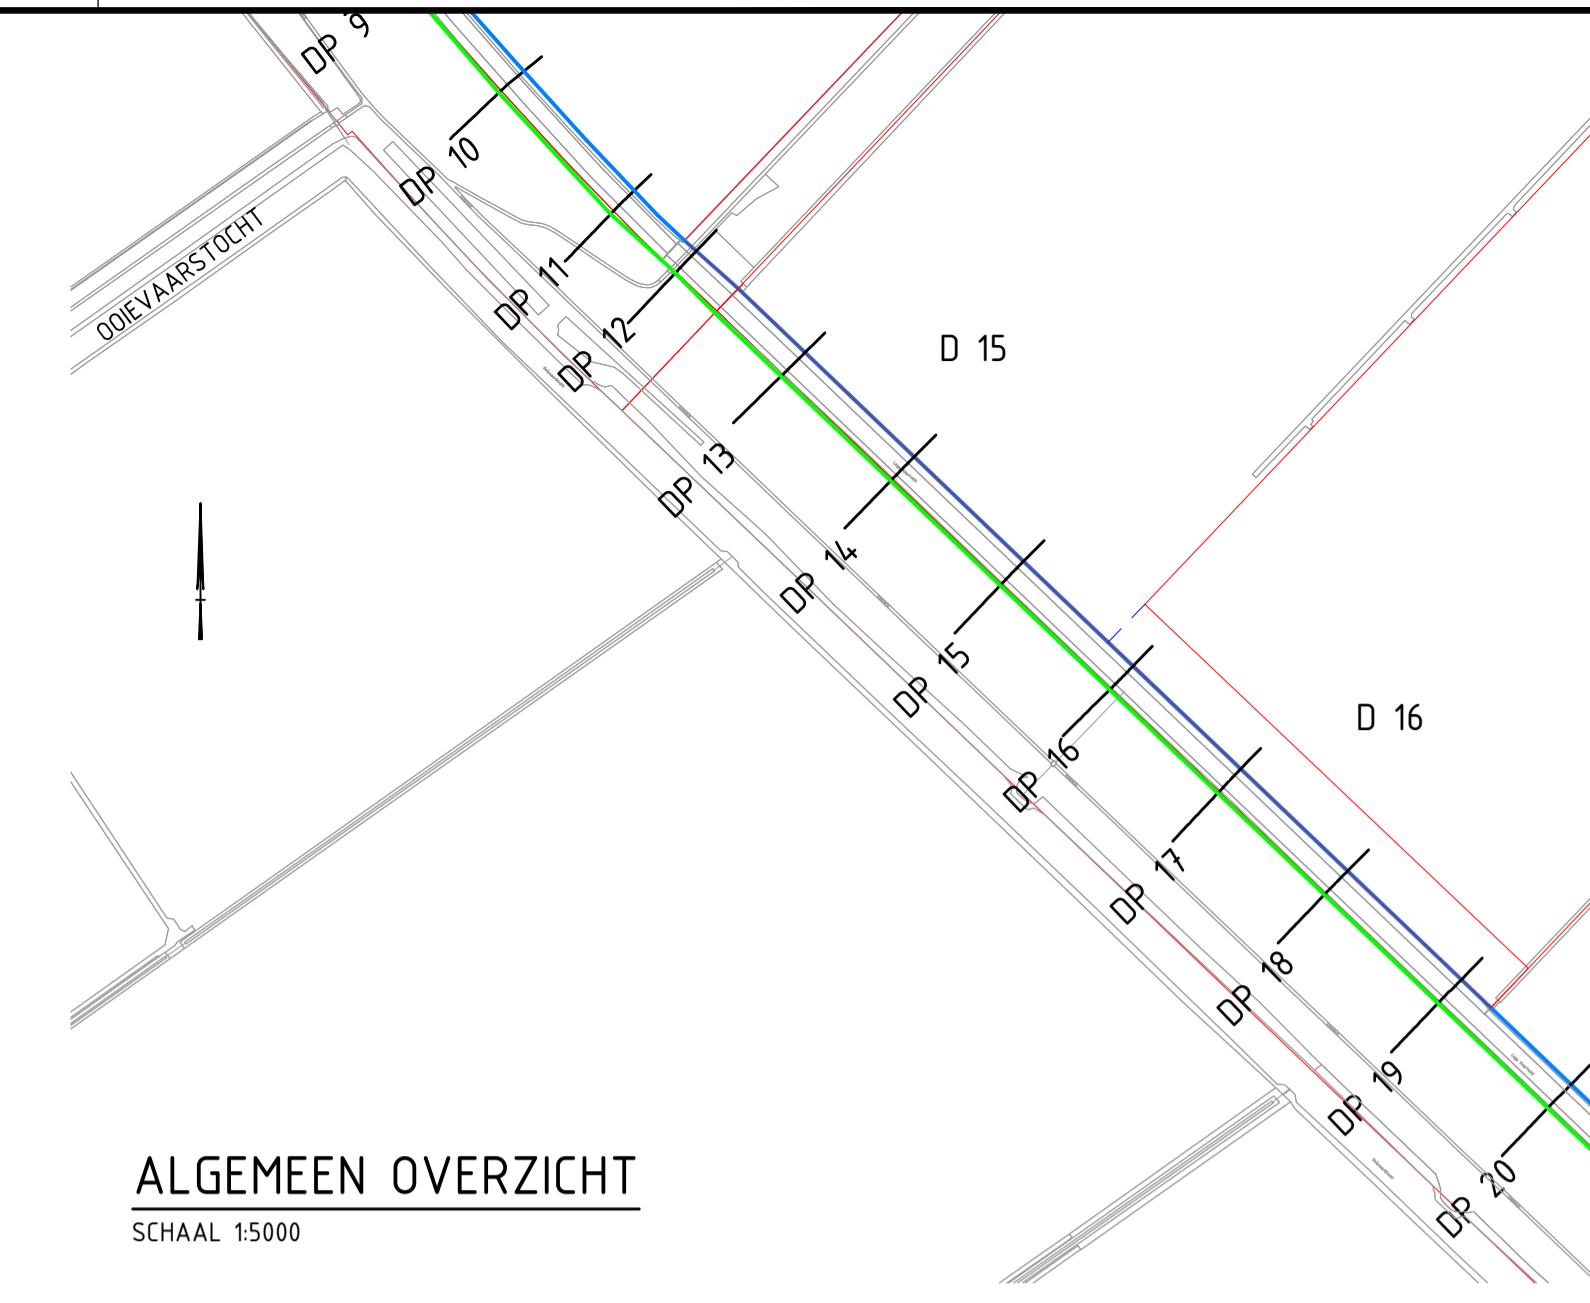 DP 9
DP 10
DP 11
DP 12
DP 13
DP 14
DP 15
DP 16
DP 17
DP 18
DP 19
DP 20
OOIEVAARSTOCHT
D 15
D 16
ALGEMEEN OVERZICHT
SCHAAL 1:5000